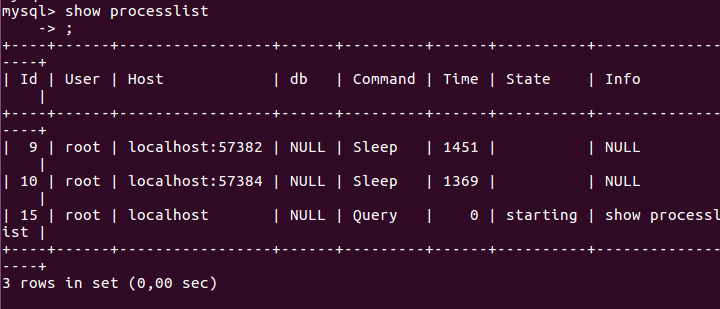 mysql> show processlist
    -> ;
+----+------+-----------------+------+---------+------+----------+--------------
----+
| Id | User | Host            | db   | Command | Time | State    | Info         
    |
+----+------+-----------------+------+---------+------+----------+--------------
----+
|  9 | root | localhost:57382 | NULL | Sleep   | 1451 |          | NULL         
    |
| 10 | root | localhost:57384 | NULL | Sleep   | 1369 |          | NULL         
    |
| 15 | root | localhost       | NULL | Query   |    0 | starting | show processl
ist |
+----+------+-----------------+------+---------+------+----------+--------------
----+
3 rows in set (0,00 sec)